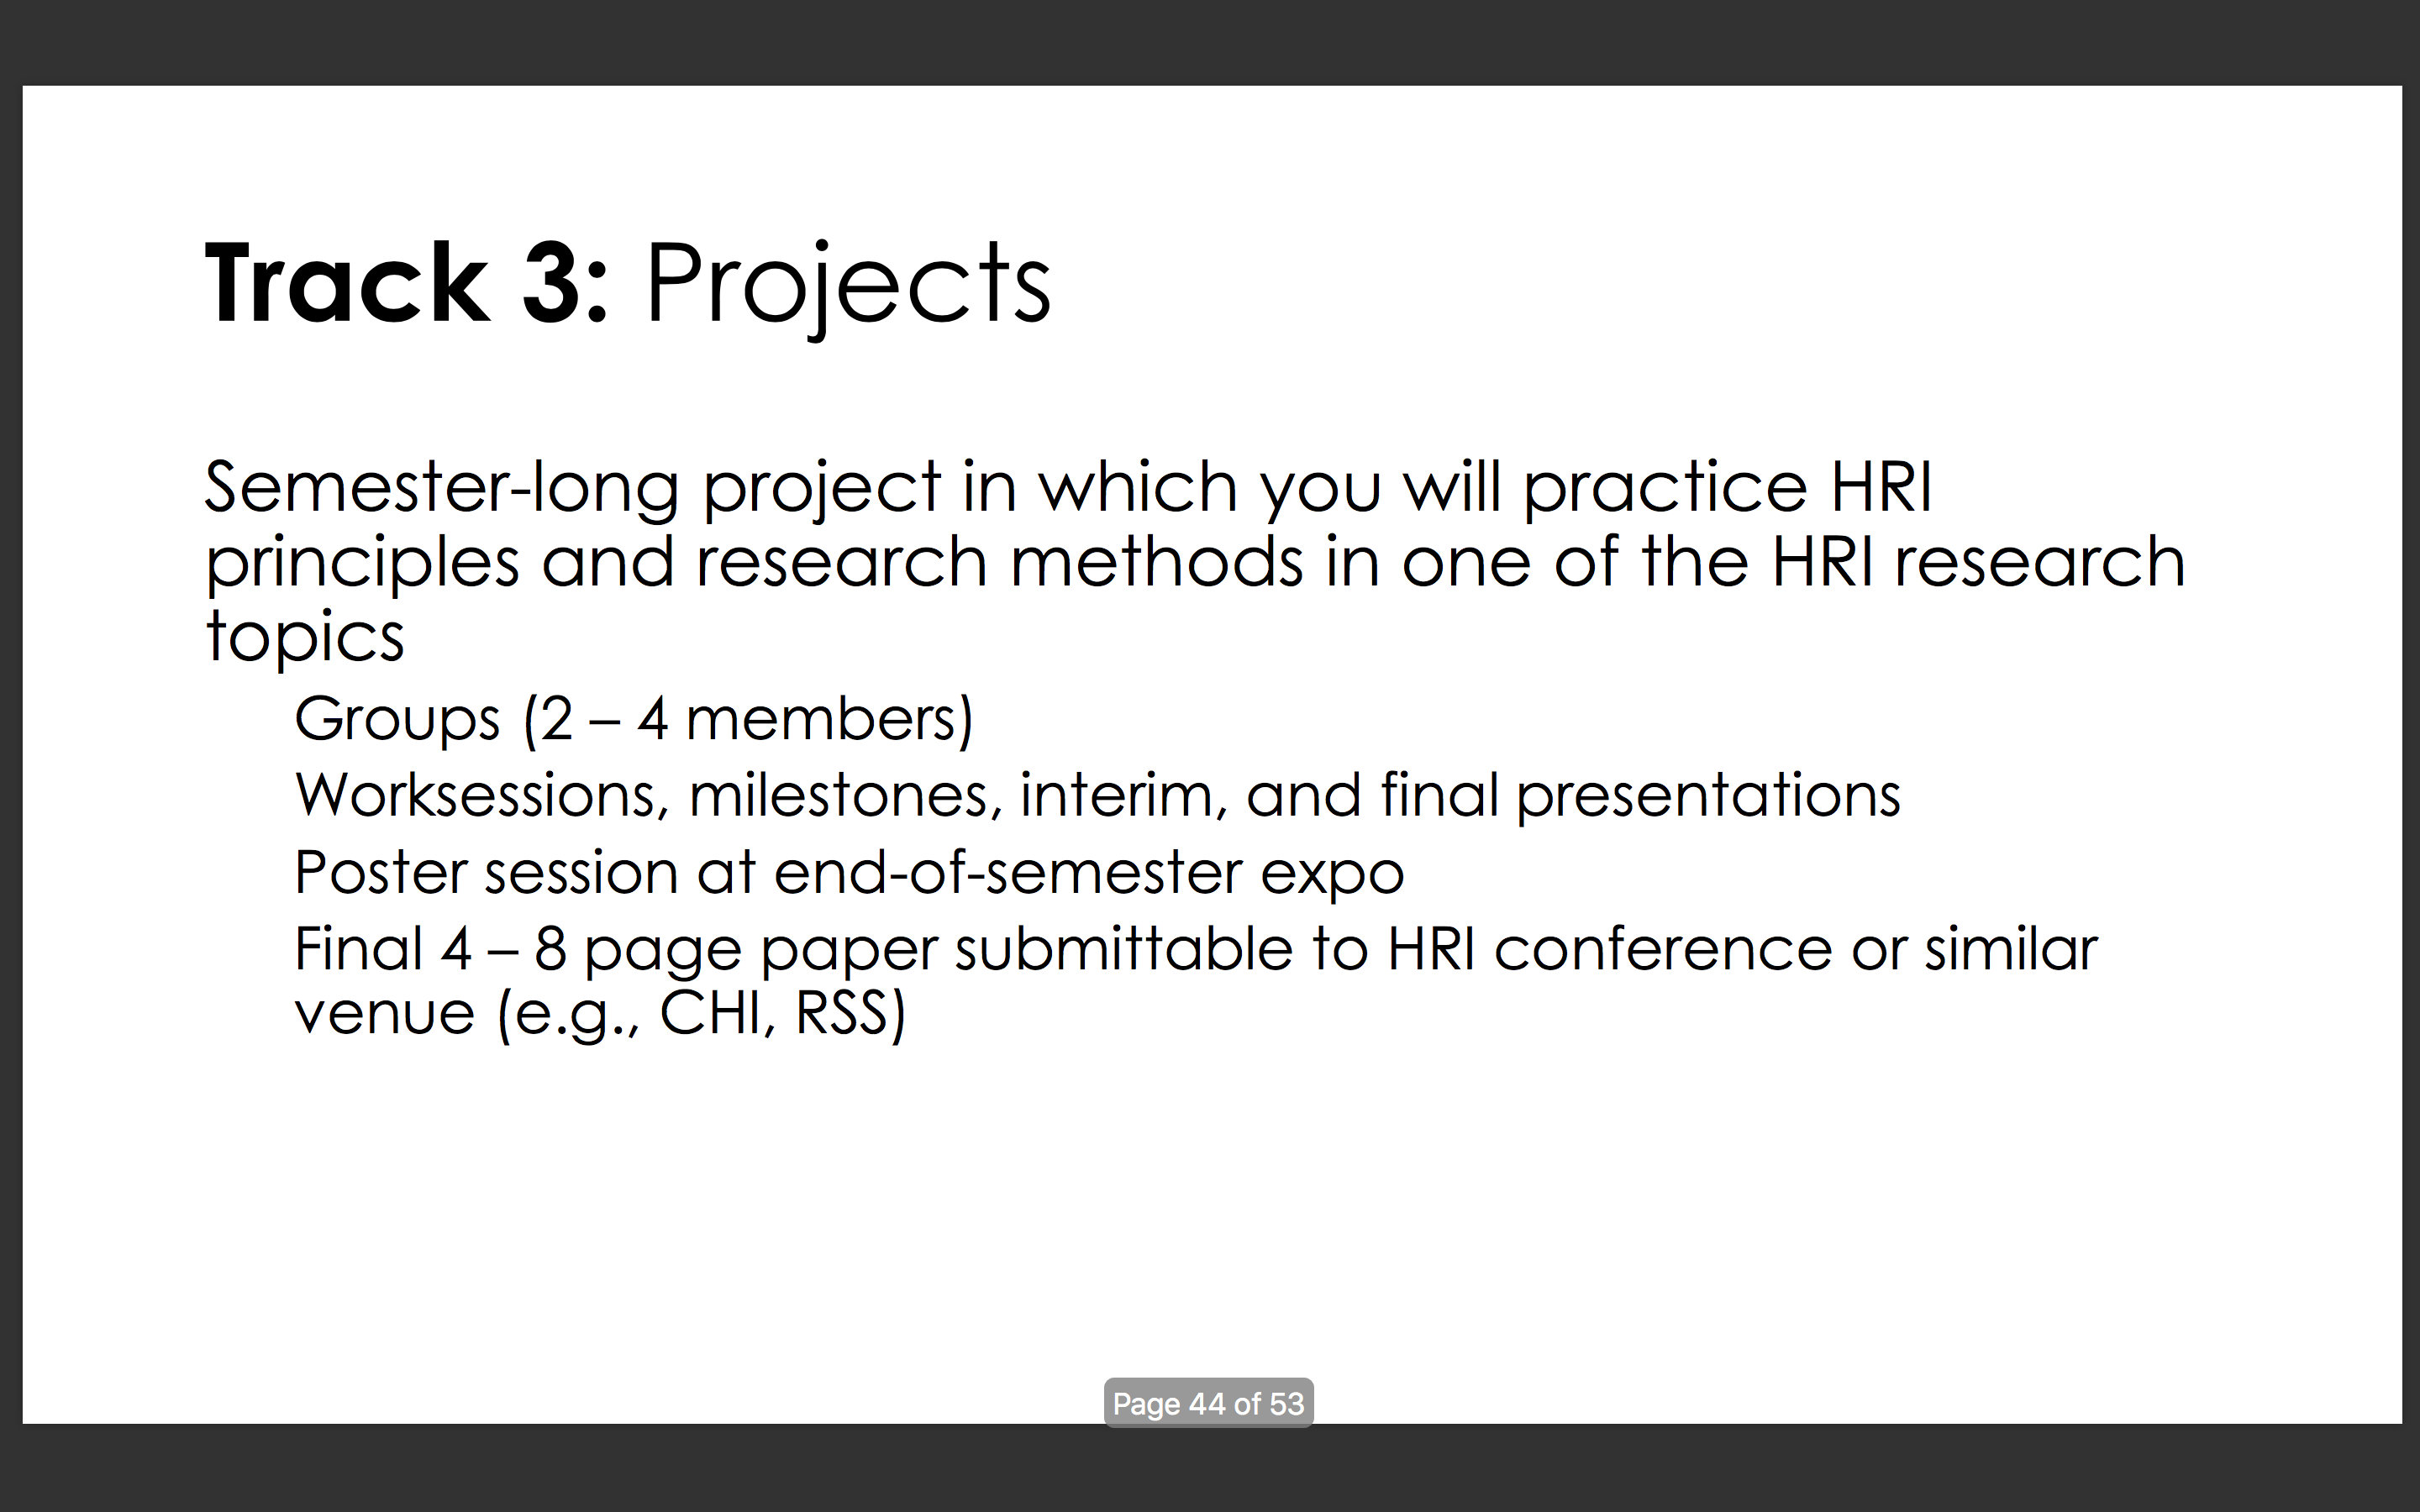 Track 3: Projects
Semester-long project in which you will practice HRI
principles and research methods in one of the HRI research
topics
Groups (2 – 4 members)
Worksessions, milestones, interim, and final presentations
Poster session at end-of-semester expo
Final 4 – 8 page paper submittable to HRI conference or similar
venue (e.g., CHI, RSS)
Page 44 of 53